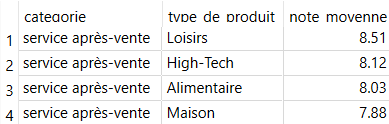 categorie type de produit note moyenne
1 service après-vente Loisirs 8.51
2 service après-vente High-Tech 8.12
3 service après-vente Alimentaire 8.03
4 service après-vente Maison 7.88